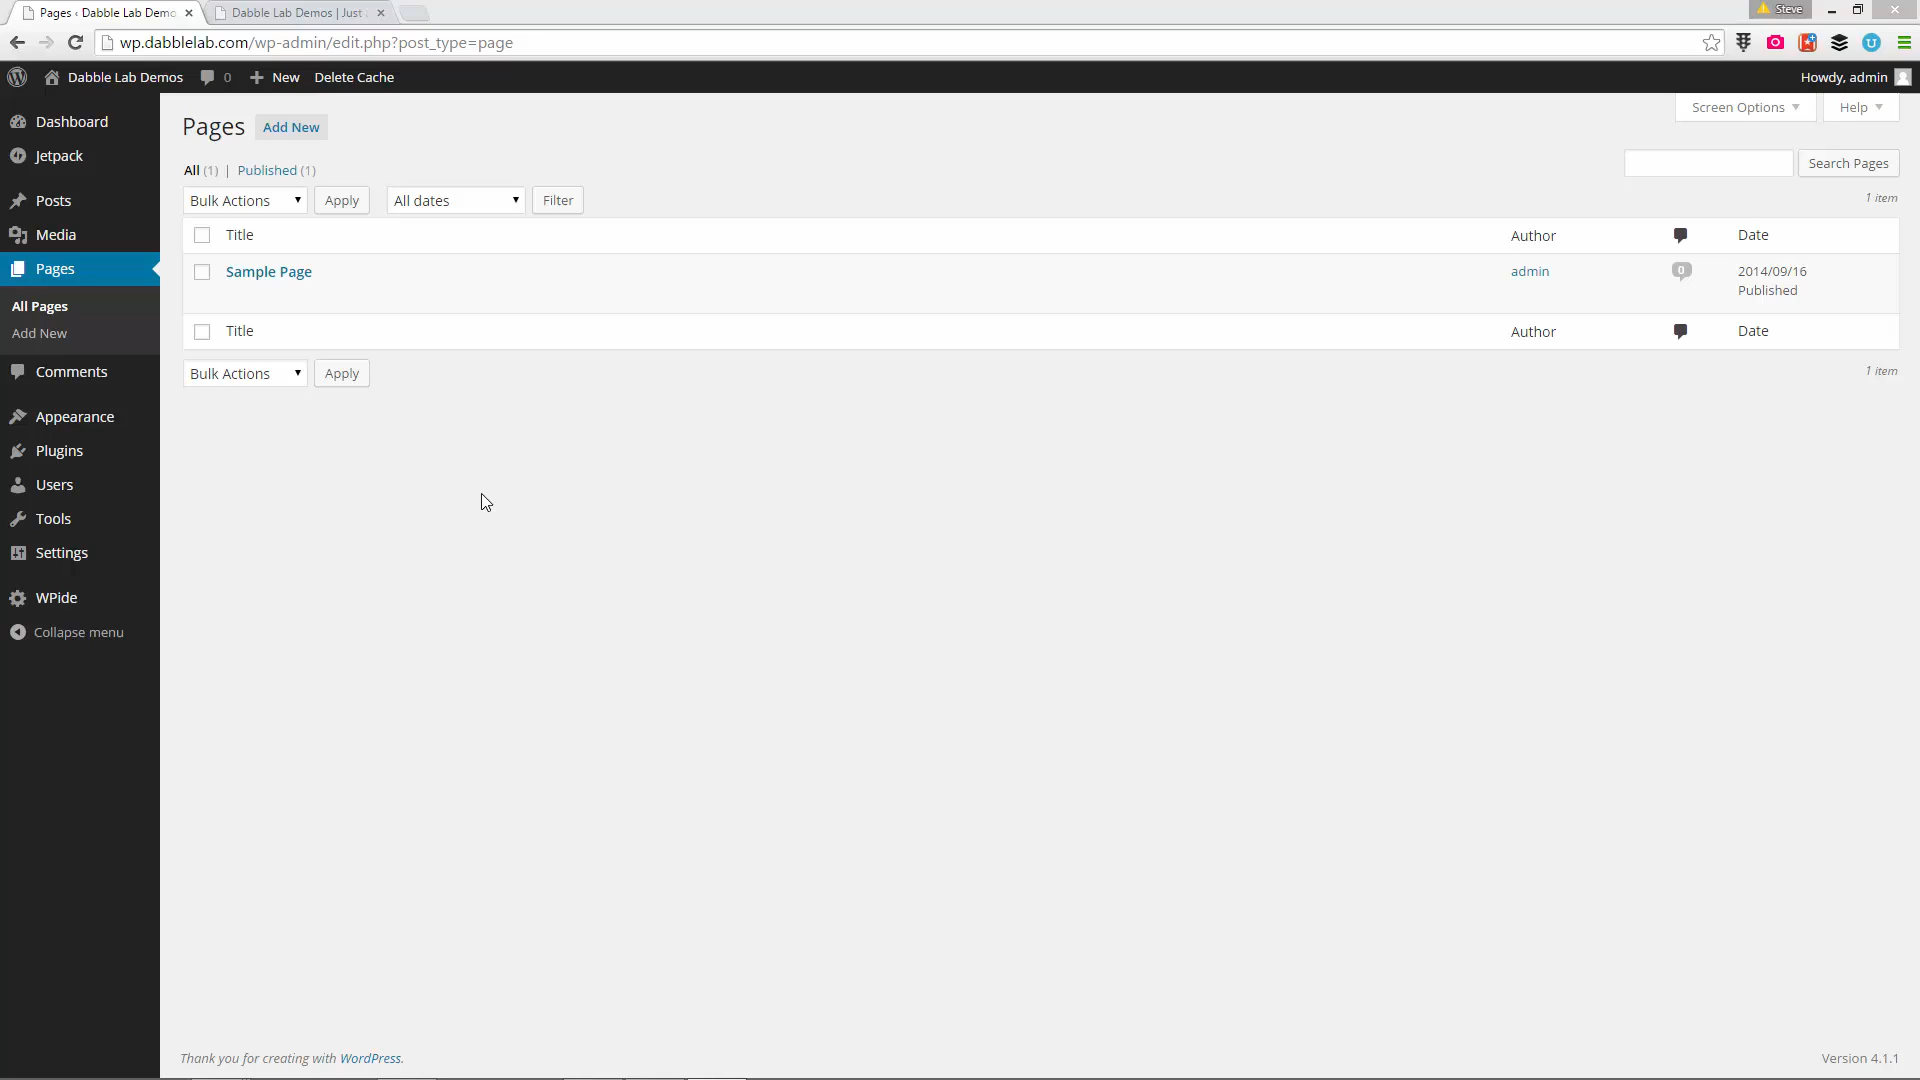 Pages ‹ Dabble Lab Demo
Dabble Lab Demos | Just
Steve
wp.dabblelab.com/wp-admin/edit.php?post_type=page
Dabble Lab Demos 0 New Delete Cache Howdy, admin
Screen Options Help
Dashboard
Jetpack
Posts
Media
Pages
All Pages
Add New
Comments
Appearance
Plugins
Users
Tools
Settings
WPide
Collapse menu
Pages Add New
All (1) | Published (1)
Search Pages
Bulk Actions Apply All dates Filter 1 item
Title Author Date
Sample Page admin 0 2014/09/16
Published
Title Author Date
Bulk Actions Apply 1 item
Thank you for creating with WordPress. Version 4.1.1